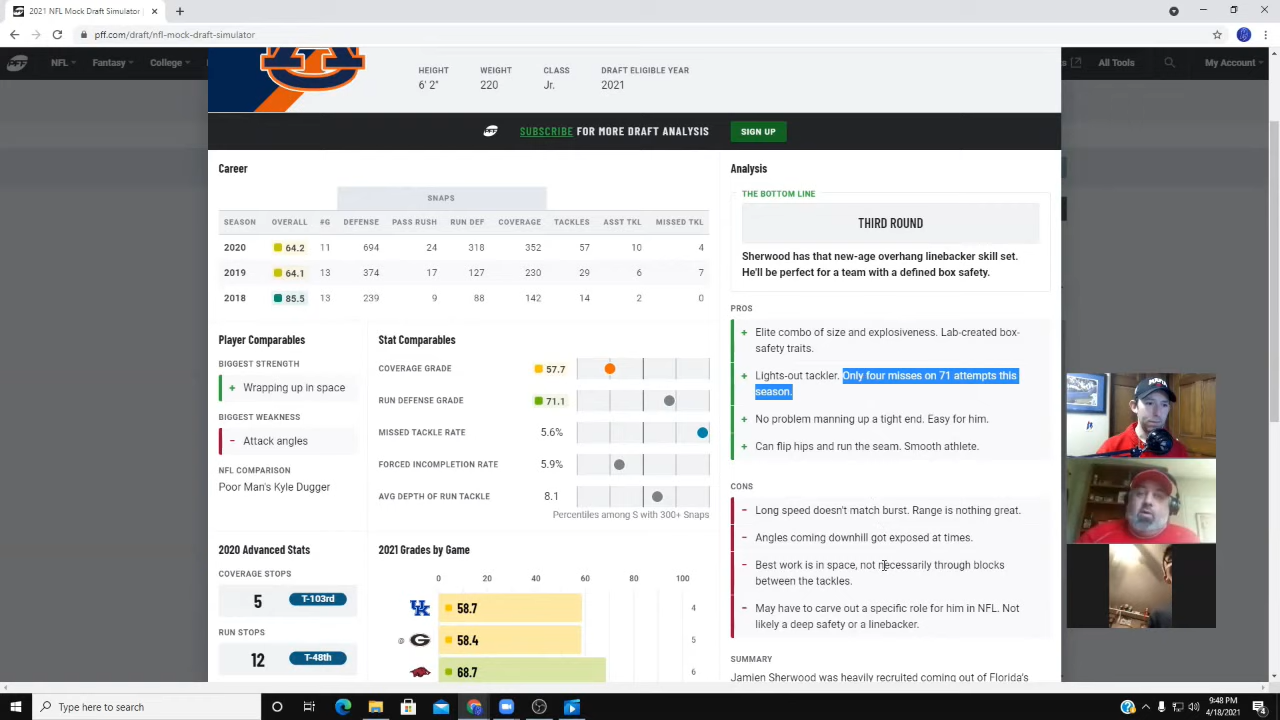 2021 NFL Mock Draft Simulator
pff.com/draft/nfl-mock-draft-simulator
PFF
NFL
Fantasy
College
All Tools
My Account
HEIGHT WEIGHT CLASS DRAFT ELIGIBLE YEAR
6' 2" 220 Jr. 2021
PFF SUBSCRIBE FOR MORE DRAFT ANALYSIS SIGN UP
Career
SNAPS
SEASON OVERALL #G DEFENSE PASS RUSH RUN DEF COVERAGE TACKLES ASST TKL MISSED TKL
2020 64.2 11 694 24 318 352 57 10 4
2019 64.1 13 374 17 127 230 29 6 7
2018 85.5 13 239 9 88 142 14 2 0
Player Comparables
BIGGEST STRENGTH
+ Wrapping up in space
BIGGEST WEAKNESS
- Attack angles
NFL COMPARISON
Poor Man's Kyle Dugger
Stat Comparables
COVERAGE GRADE 57.7
RUN DEFENSE GRADE 71.1
MISSED TACKLE RATE 5.6%
FORCED INCOMPLETION RATE 5.9%
AVG DEPTH OF RUN TACKLE 8.1
Percentiles among S with 300+ Snaps
2020 Advanced Stats
COVERAGE STOPS
5 T-103rd
RUN STOPS
12 T-48th
2021 Grades by Game
0 20 40 60 80 100
UK 58.7 4
@ G 58.4 5
68.7 6
Analysis
THE BOTTOM LINE
THIRD ROUND
Sherwood has that new-age overhang linebacker skill set.
He'll be perfect for a team with a defined box safety.
PROS
+ Elite combo of size and explosiveness. Lab-created box-
safety traits.
+ Lights-out tackler. Only four misses on 71 attempts this
season.
+ No problem manning up a tight end. Easy for him.
+ Can flip hips and run the seam. Smooth athlete.
CONS
- Long speed doesn't match burst. Range is nothing great.
- Angles coming downhill got exposed at times.
- Best work is in space, not necessarily through blocks
between the tackles.
- May have to carve out a specific role for him in NFL. Not
likely a deep safety or a linebacker.
SUMMARY
Jamien Sherwood was heavily recruited coming out of Florida's
Type here to search
9:48 PM
4/18/2021